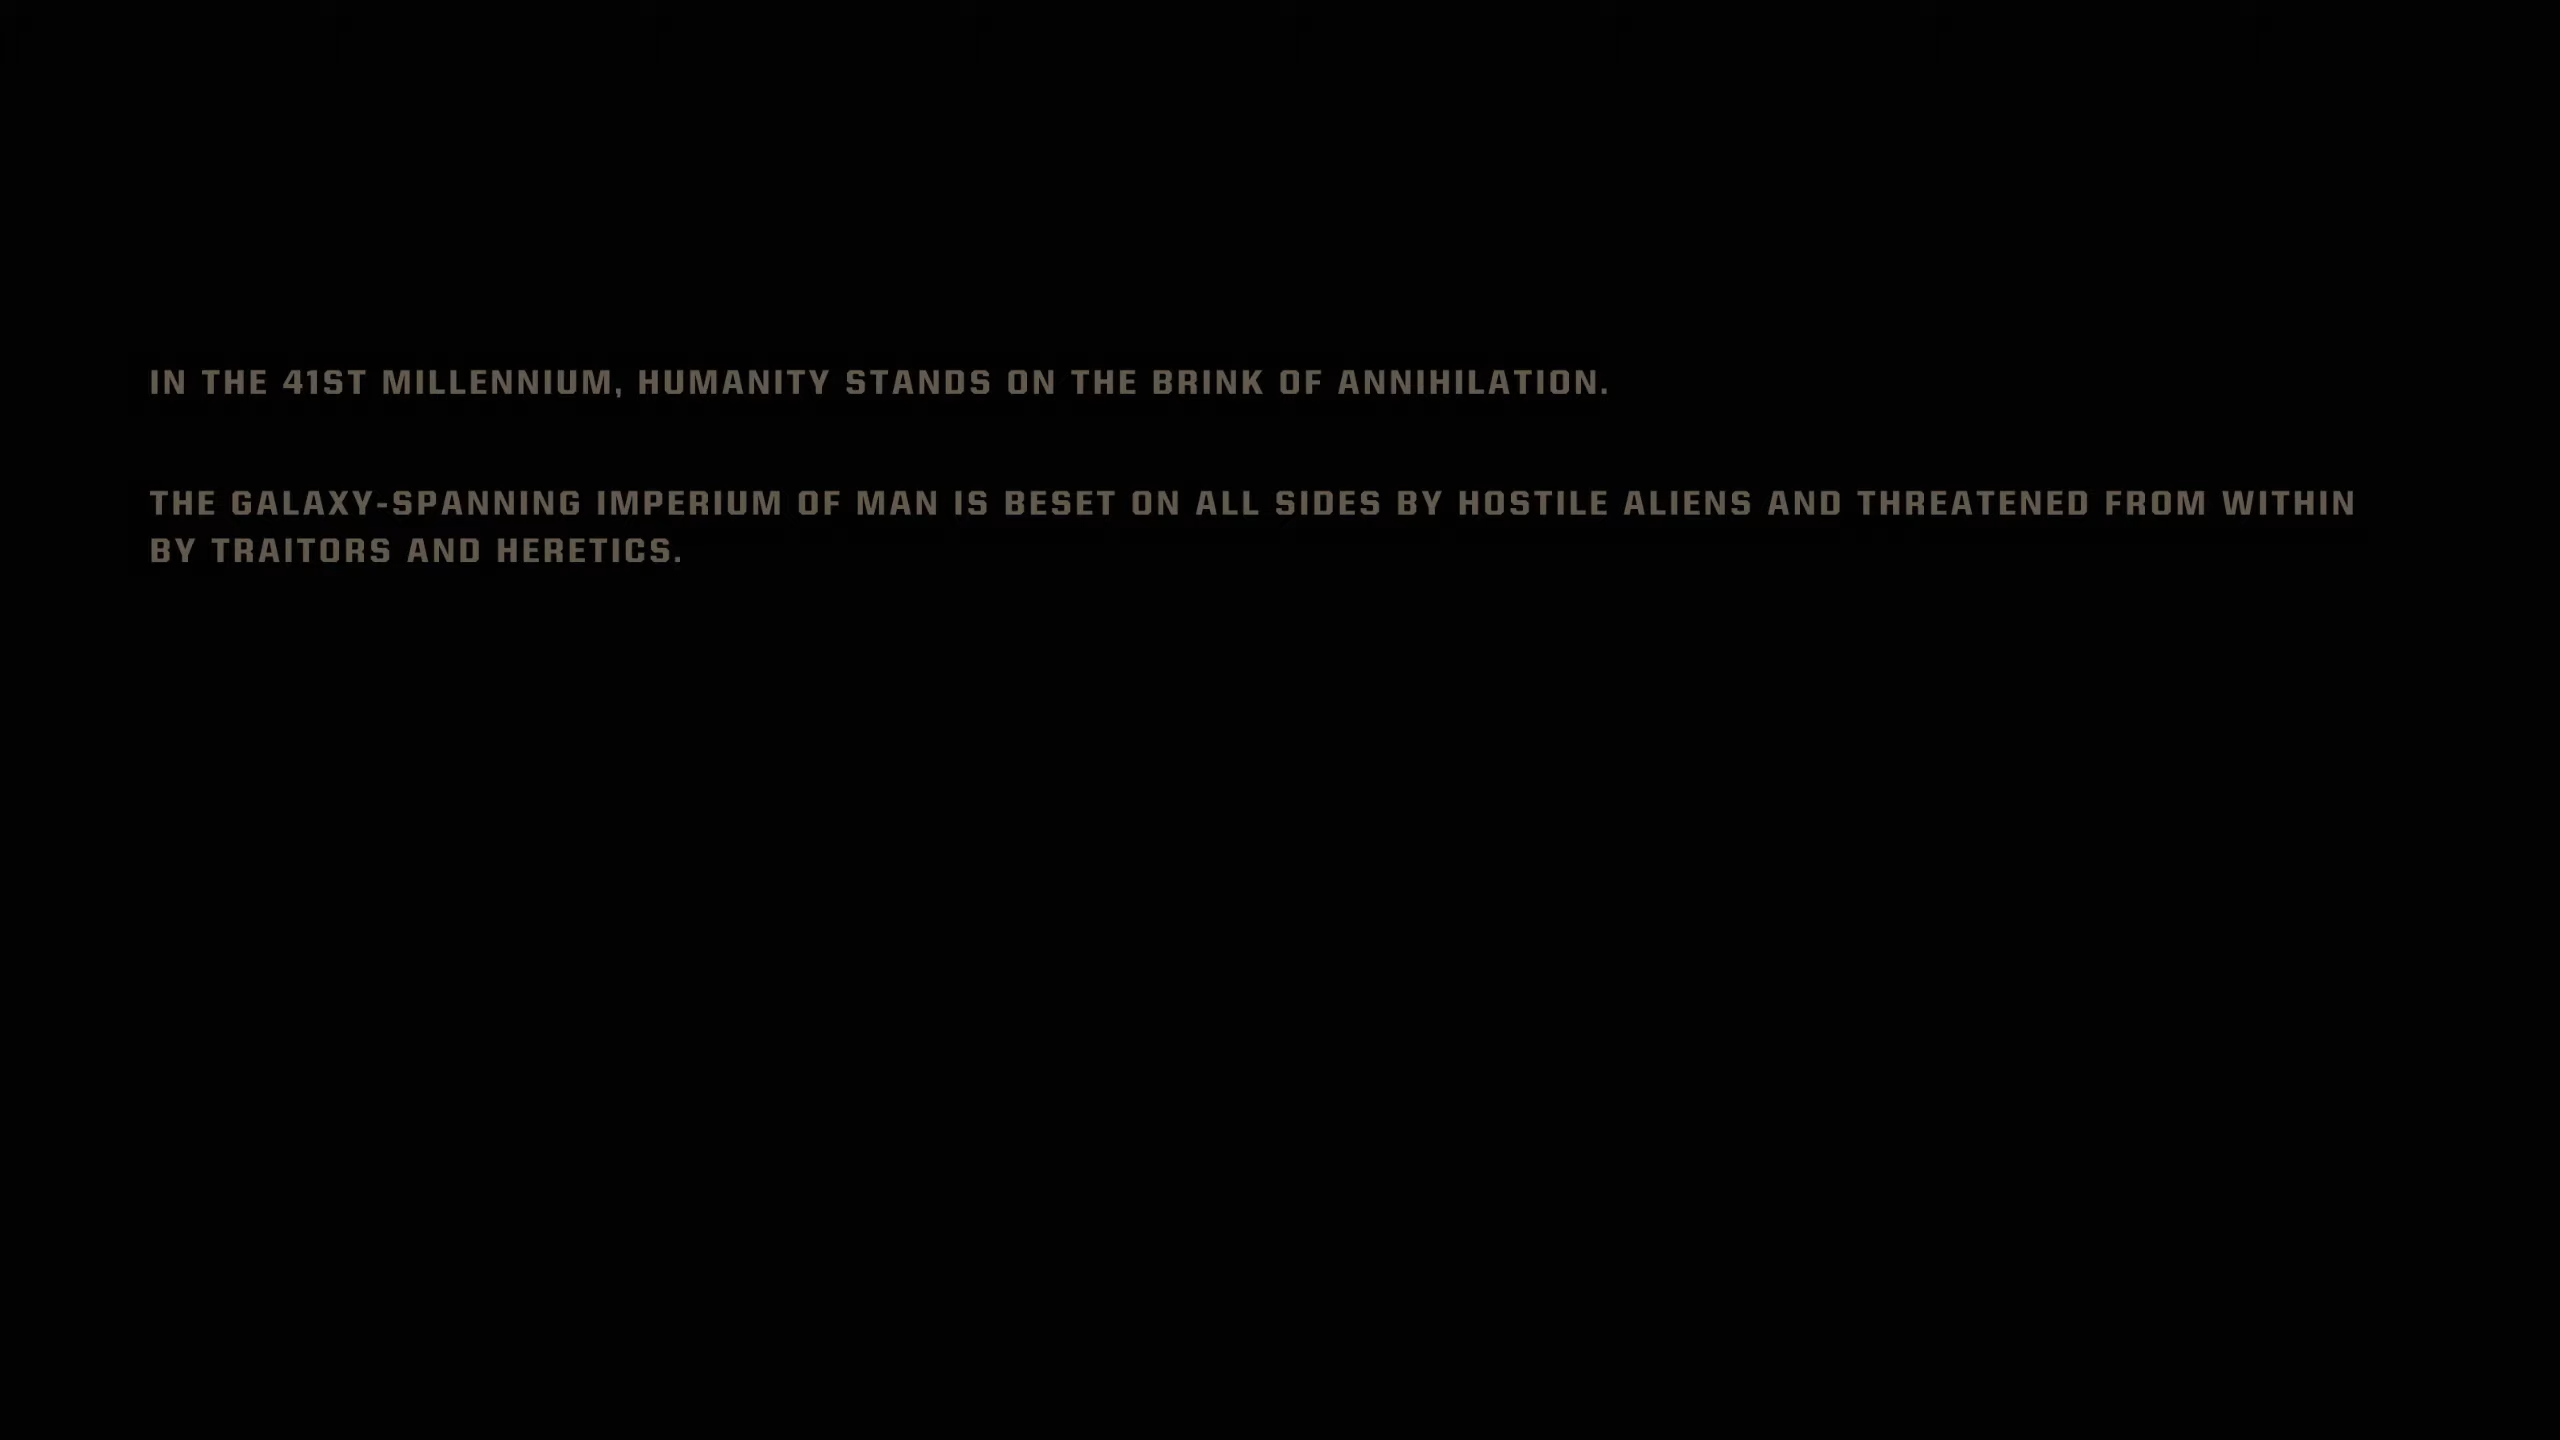 IN THE 41ST MILLENNIUM, HUMANITY STANDS ON THE BRINK OF ANNIHILATION.
THE GALAXY-SPANNING IMPERIUM OF MAN IS BESET ON ALL SIDES BY HOSTILE ALIENS AND THREATENED FROM WITHIN
BY TRAITORS AND HERETICS.